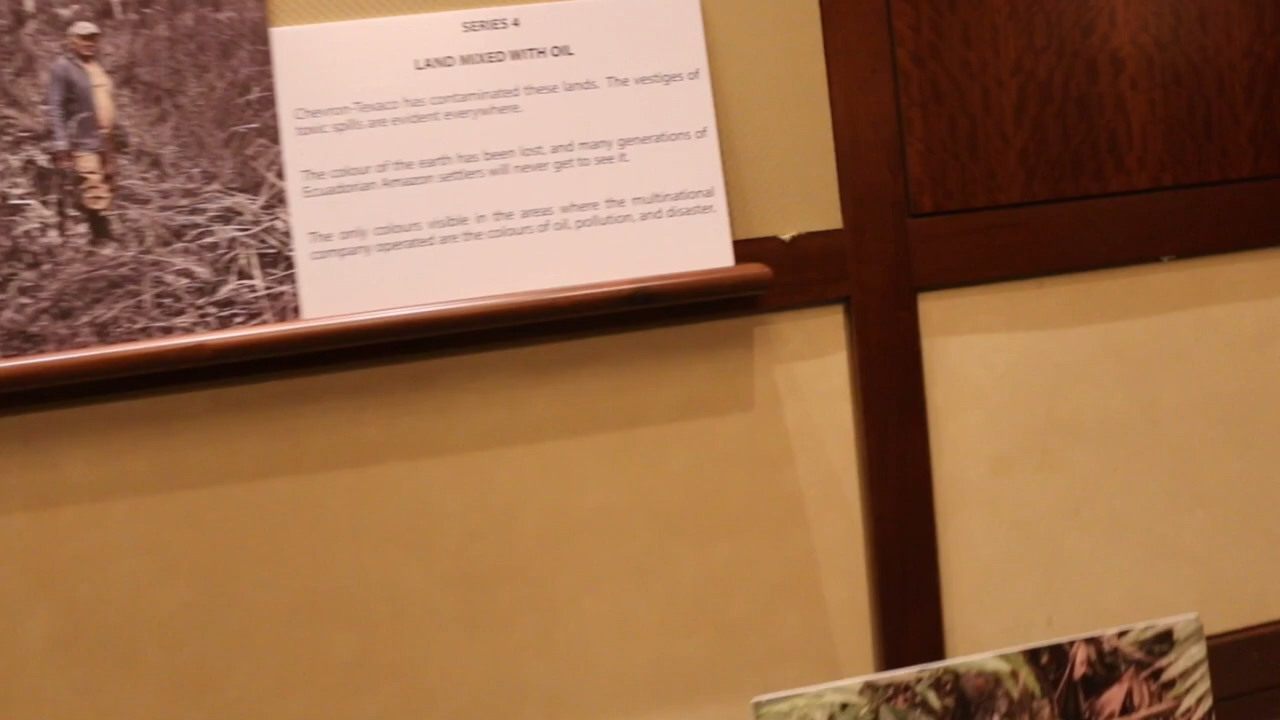 SERIES 4
LAND MIXED WITH OIL
Chevron-Texaco has contaminated these lands. The vestiges of
toxic spills are evident everywhere.
The colour of the earth has been lost, and many generations of
Ecuadorian Amazon settlers will never get to see it.
The only colours visible in the areas where the multinational
company operated are the colours of oil, pollution, and disaster.